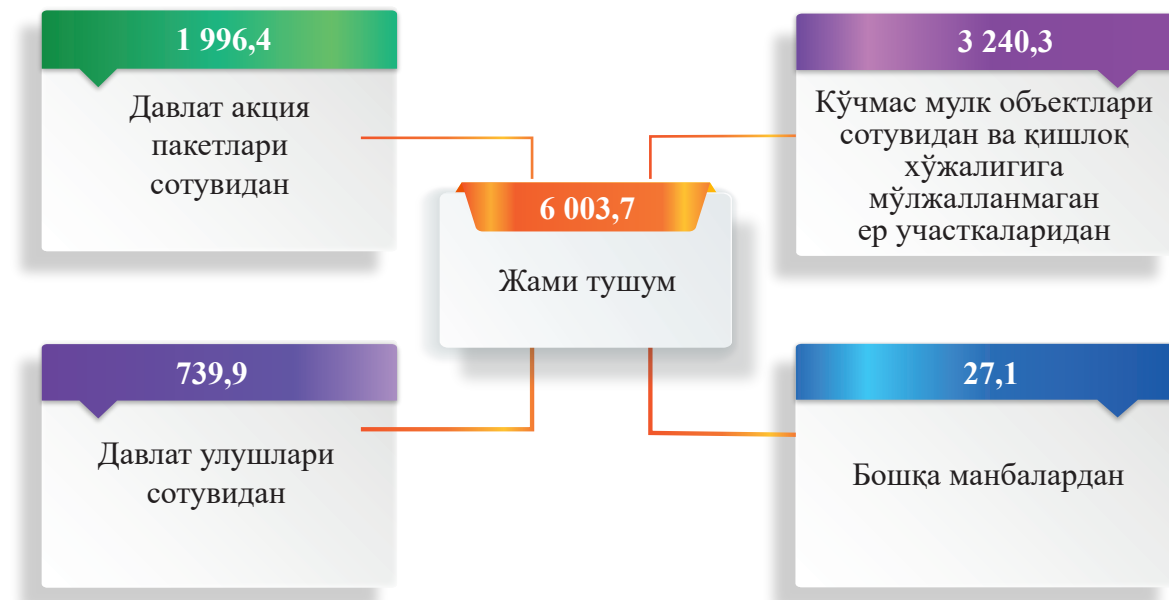 1 996,4
Давлат акция
пакетлари
сотувидан
3 240,3
Кўчмас мулк объектлари
сотувидан ва қишлоқ
хўжалигига
мўлжалланмаган
ер участкаларидан
6 003,7
Жами тушум
739,9
Давлат улушлари
сотувидан
27,1
Бошқа манбалардан